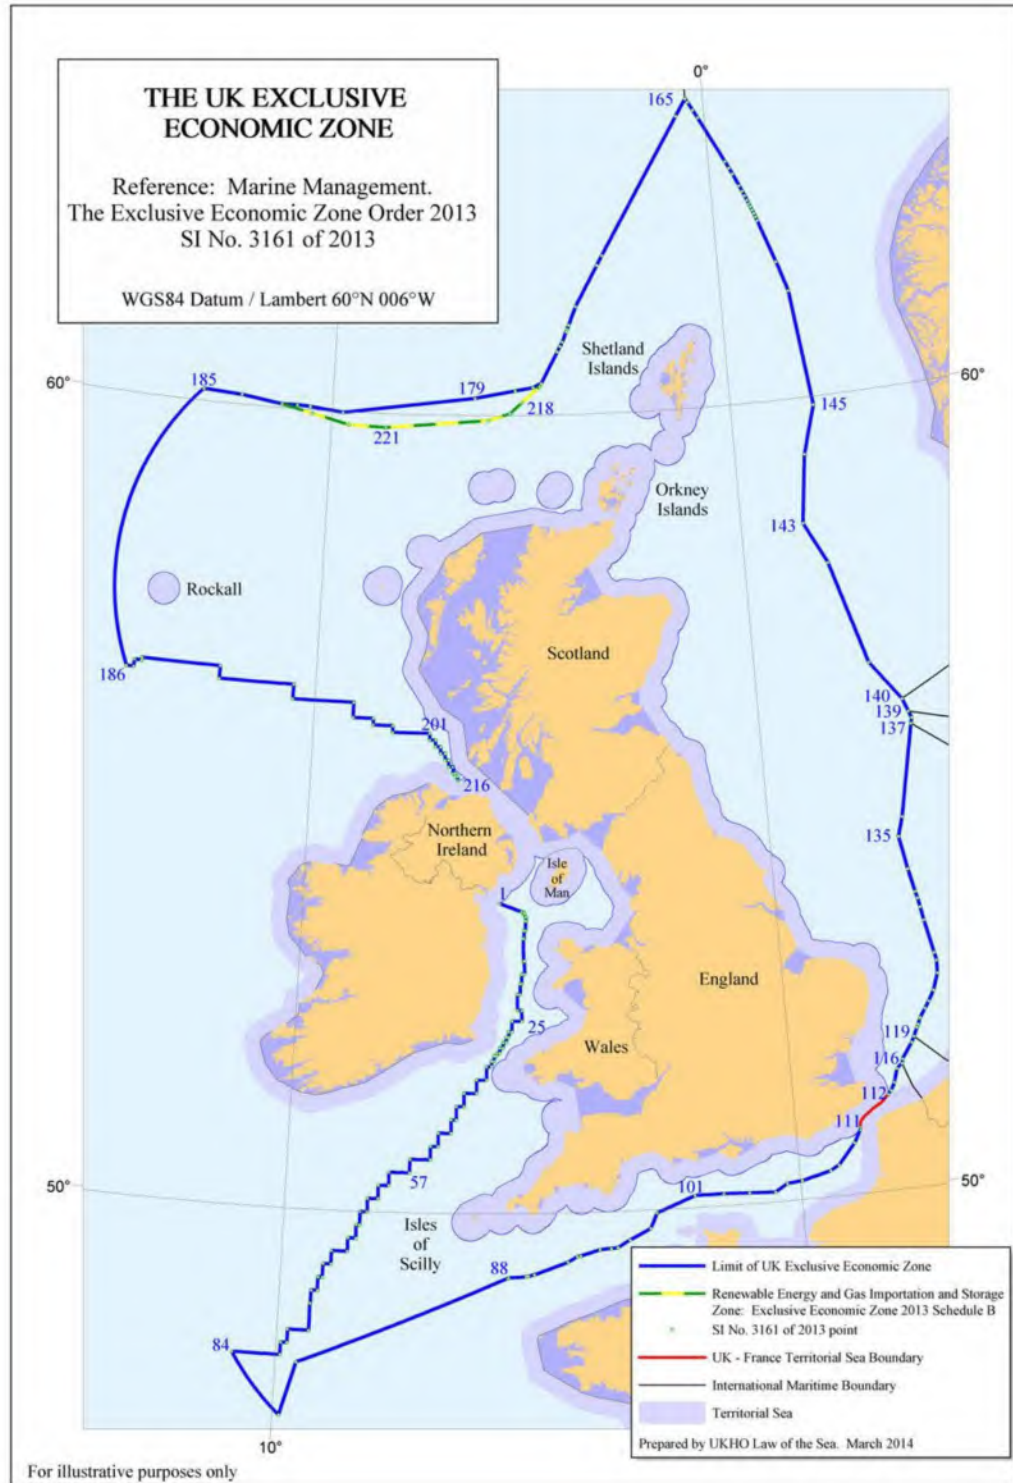 THE UK EXCLUSIVE
ECONOMIC ZONE
Reference: Marine Management.
The Exclusive Economic Zone Order 2013
SI No. 3161 of 2013
WGS84 Datum / Lambert 60°N 006°W
0°
165
Shetland
Islands
60°
185
179
60°
218
145
221
Orkney
Islands
143
Rockall
Scotland
186
140
139
201
137
216
Northern
Ireland
135
Isle
of
Man
1
England
25
119
Wales
116
112
111
50°
57
101
50°
Isles
of
Scilly
88
84
Limit of UK Exclusive Economic Zone
Renewable Energy and Gas Importation and Storage
Zone: Exclusive Economic Zone 2013 Schedule B
SI No. 3161 of 2013 point
UK - France Territorial Sea Boundary
International Maritime Boundary
Territorial Sea
Prepared by UKHO Law of the Sea. March 2014
10°
For illustrative purposes only